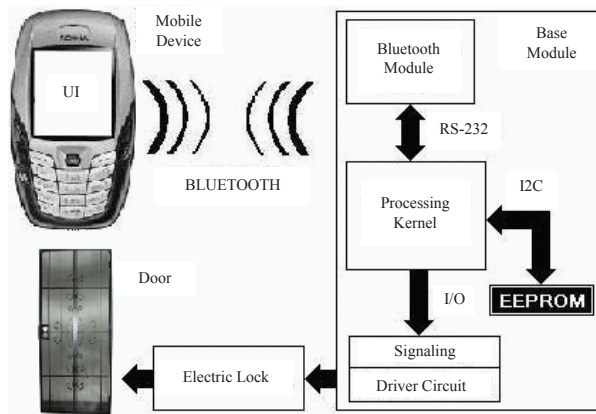 NOKIA
UI
Mobile
Device
BLUETOOTH
Base
Module
Bluetooth
Module
RS-232
Processing
Kernel
I2C
EEPROM
I/O
Signaling
Driver Circuit
Electric Lock
Door